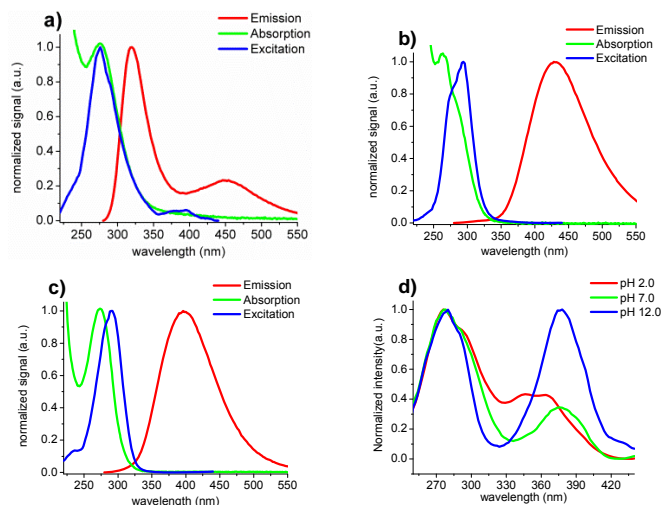 a)
Emission
Absorption
Excitation
normalized signal (a.u.)
1.0
0.8
0.6
0.4
0.2
0.0
250 300 350 400 450 500 550
wavelength (nm)
b)
Emission
Absorption
Excitation
normalized signal (a.u.)
1.0
0.8
0.6
0.4
0.2
0.0
250 300 350 400 450 500 550
wavelength (nm)
c)
Emission
Absorption
Excitation
normalized signal (a.u.)
1.0
0.8
0.6
0.4
0.2
0.0
250 300 350 400 450 500 550
wavelength (nm)
d)
pH 2.0
pH 7.0
pH 12.0
Normalized intensity(a.u.)
1.0
0.8
0.6
0.4
0.2
0.0
270 300 330 360 390 420
wavelength (nm)